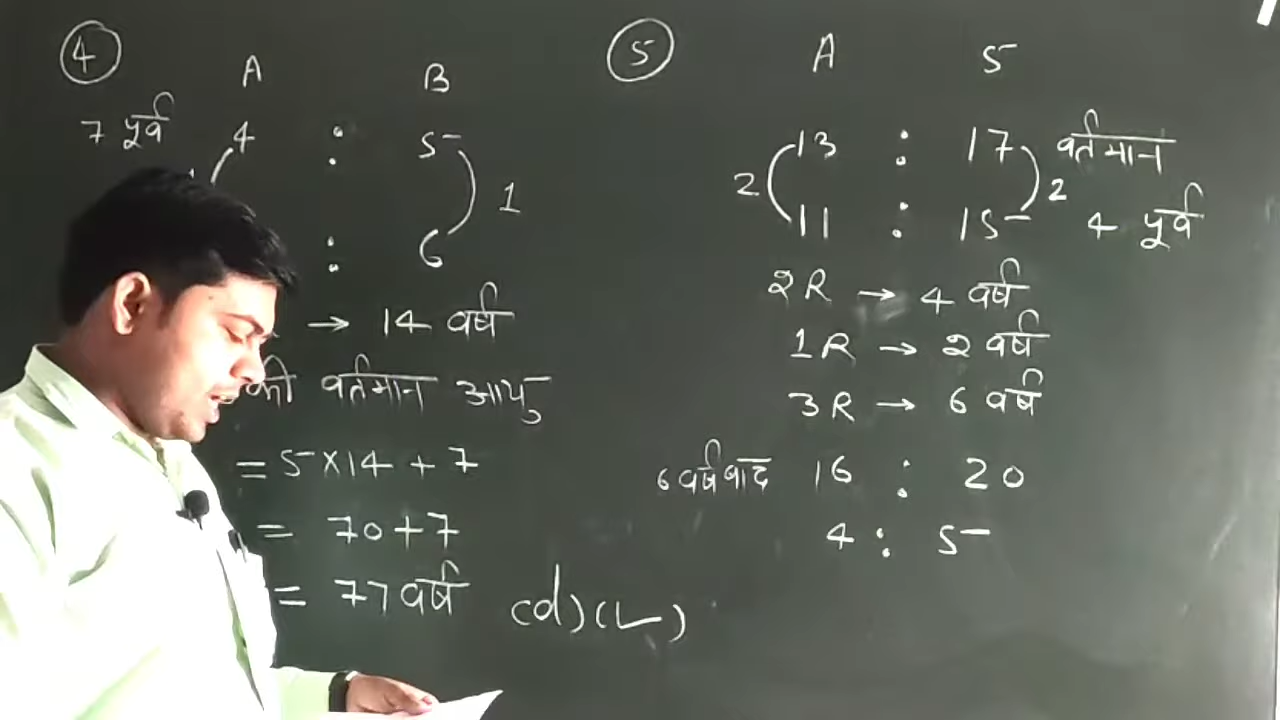 ④
A B
7 पूर्व 4 : 5
1
: 6
→ 14 वर्ष
की वर्तमान आयु
= 5 × 14 + 7
= 70 + 7
= 77 वर्ष (d) (✓)
⑤
A 5
13 : 17 वर्तमान
2 2
11 : 15 4 पूर्व
2R → 4 वर्ष
1R → 2 वर्ष
3R → 6 वर्ष
6 वर्ष बाद 16 : 20
4 : 5